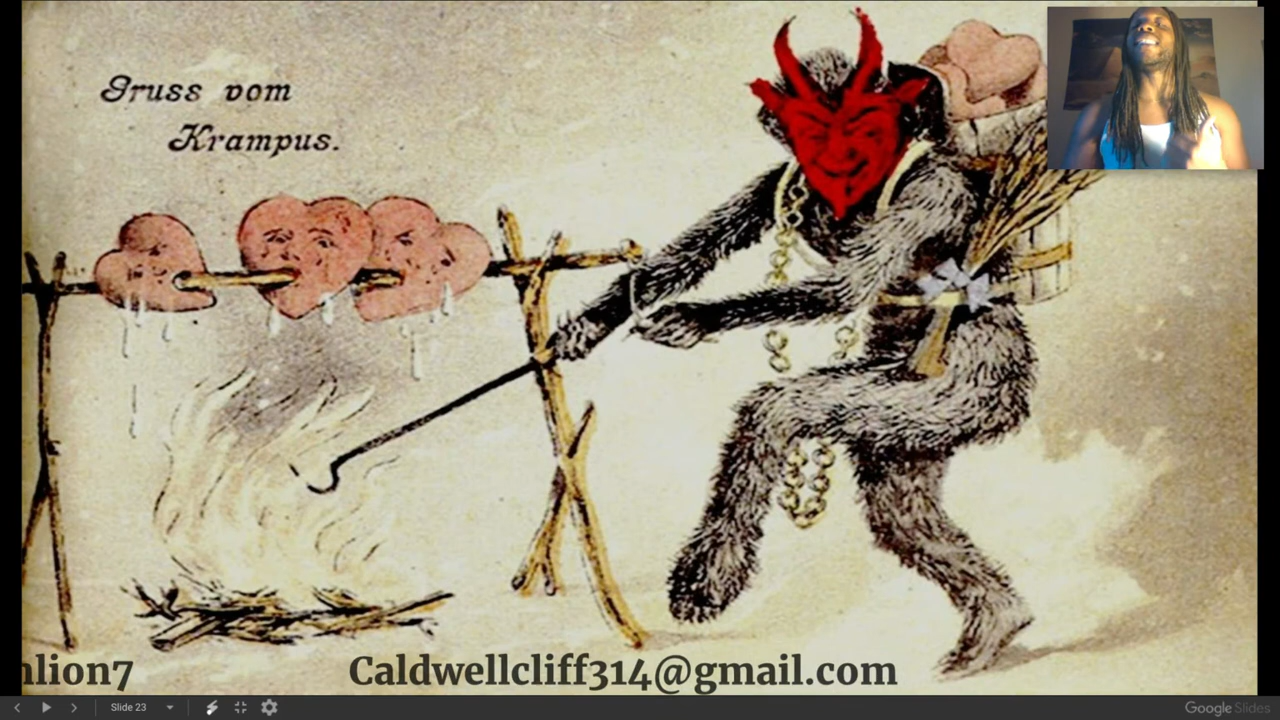 Gruss vom
Krampus.
nlion7
Caldwellcliff314@gmail.com
Slide 23
Google Slides